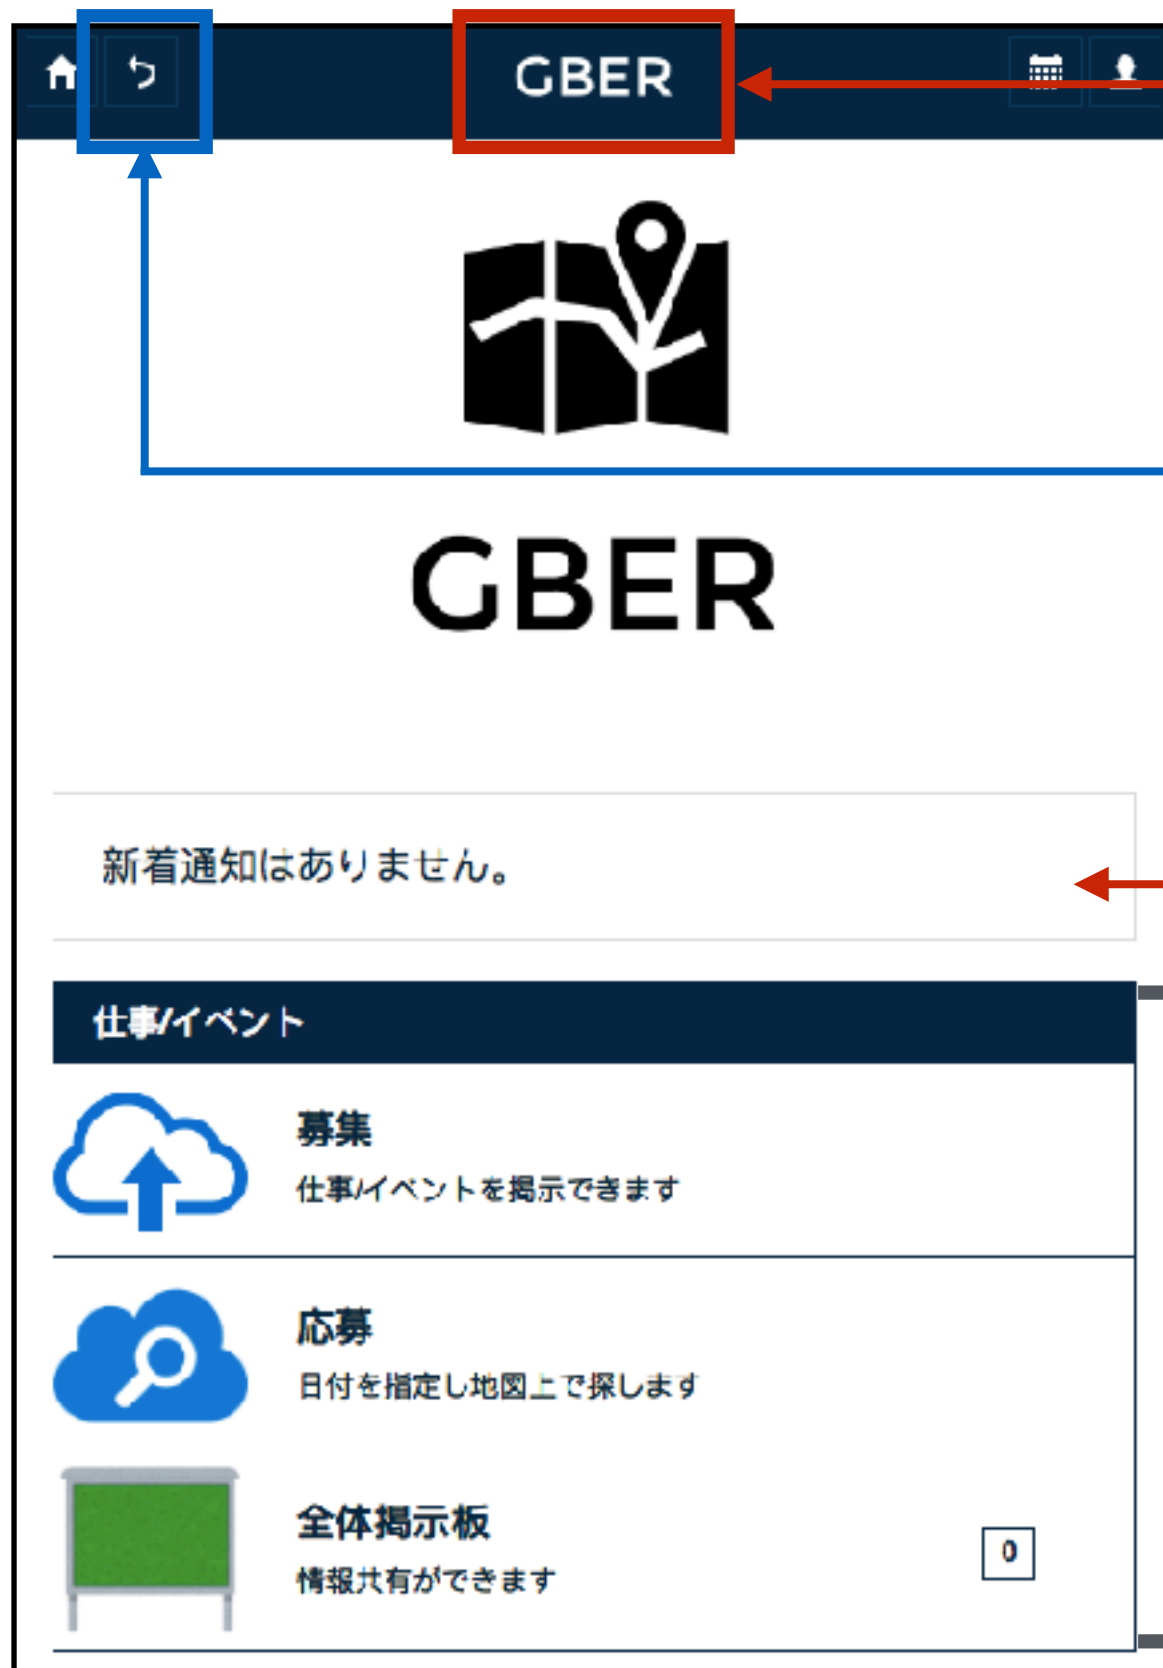 GBER
GBER
新着通知はありません。
仕事/イベント
募集
仕事/イベントを掲示できます
応募
日付を指定し地図上で探します
全体掲示板
情報共有ができます
0